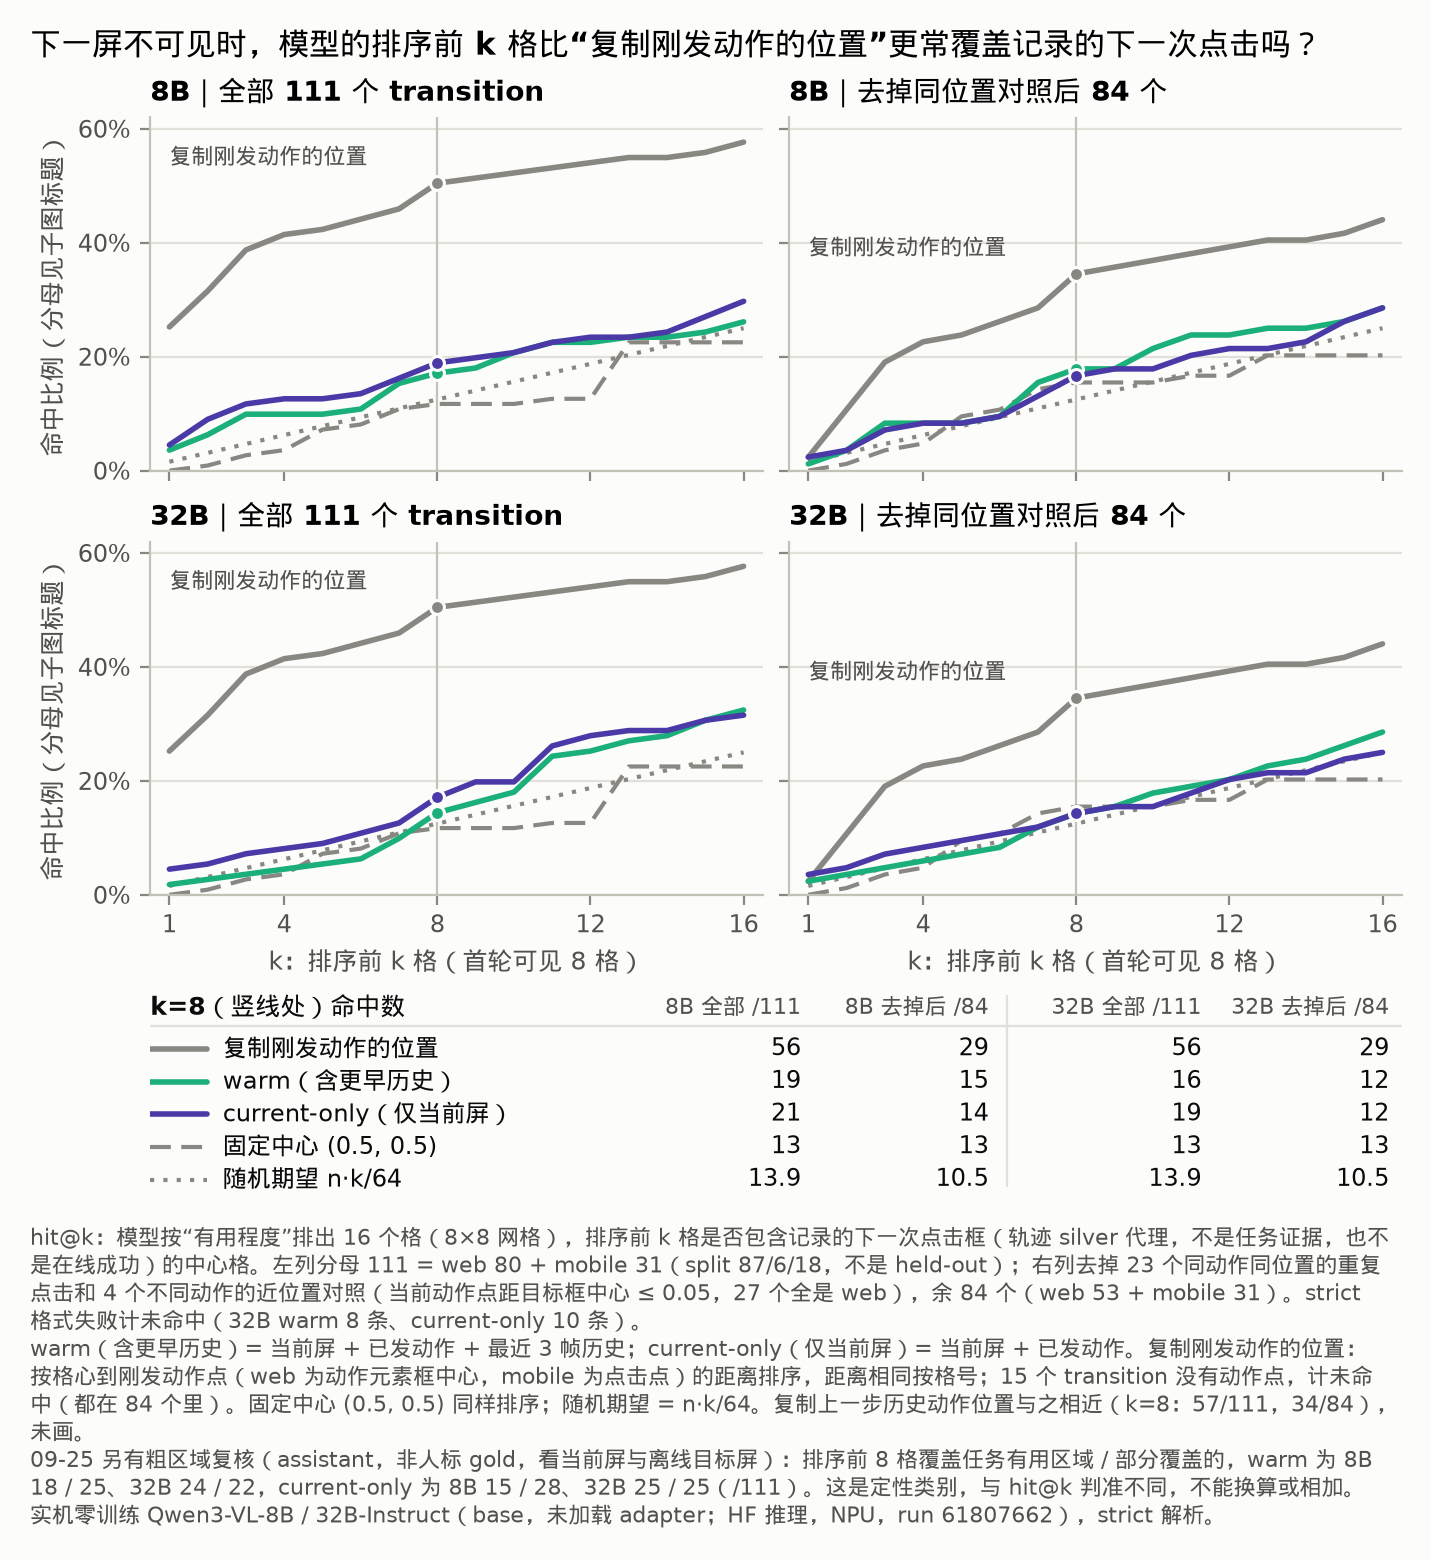 下一屏不可见时，模型的排序前 k 格比“复制刚发动作的位置”更常覆盖记录的下一次点击吗？
8B｜全部 111 个 transition
8B｜去掉同位置对照后 84 个
命中比例（分母见子图标题）
60%
40%
20%
0%
复制刚发动作的位置
复制刚发动作的位置
32B｜全部 111 个 transition
32B｜去掉同位置对照后 84 个
命中比例（分母见子图标题）
60%
40%
20%
0%
复制刚发动作的位置
复制刚发动作的位置
1 4 8 12 16
1 4 8 12 16
k：排序前 k 格（首轮可见 8 格）
k：排序前 k 格（首轮可见 8 格）
k=8（竖线处）命中数 8B 全部 /111 8B 去掉后 /84 32B 全部 /111 32B 去掉后 /84
复制刚发动作的位置 56 29 56 29
warm（含更早历史） 19 15 16 12
current-only（仅当前屏） 21 14 19 12
固定中心 (0.5, 0.5) 13 13 13 13
随机期望 n·k/64 13.9 10.5 13.9 10.5
hit@k：模型按“有用程度”排出 16 个格（8×8 网格），排序前 k 格是否包含记录的下一次点击框（轨迹 silver 代理，不是任务证据，也不
是在线成功）的中心格。左列分母 111 = web 80 + mobile 31（split 87/6/18，不是 held-out）；右列去掉 23 个同动作同位置的重复
点击和 4 个不同动作的近位置对照（当前动作点距目标框中心 ≤ 0.05，27 个全是 web），余 84 个（web 53 + mobile 31）。strict
格式失败计未命中（32B warm 8 条、current-only 10 条）。
warm（含更早历史）= 当前屏 + 已发动作 + 最近 3 帧历史；current-only（仅当前屏）= 当前屏 + 已发动作。复制刚发动作的位置：
按格心到刚发动作点（web 为动作元素框中心，mobile 为点击点）的距离排序，距离相同按格号；15 个 transition 没有动作点，计未命
中（都在 84 个里）。固定中心 (0.5, 0.5) 同样排序；随机期望 = n·k/64。复制上一步历史动作位置与之相近（k=8：57/111，34/84），
未画。
09-25 另有粗区域复核（assistant，非人标 gold，看当前屏与离线目标屏）：排序前 8 格覆盖任务有用区域 / 部分覆盖的，warm 为 8B
18 / 25、32B 24 / 22，current-only 为 8B 15 / 28、32B 25 / 25（/111）。这是定性类别，与 hit@k 判准不同，不能换算或相加。
实机零训练 Qwen3-VL-8B / 32B-Instruct（base，未加载 adapter；HF 推理，NPU，run 61807662），strict 解析。